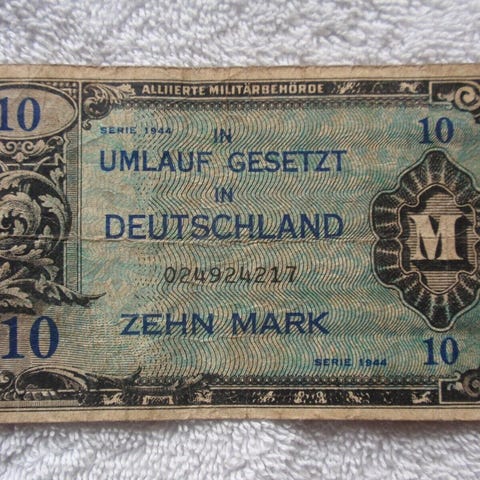 ALLIIERTE MILITÄRBEHÖRDE
10
SERIE 1944
IN
10
UMLAUF GESETZT
IN
DEUTSCHLAND
M
024924217
10
ZEHN MARK
10
SERIE 1944